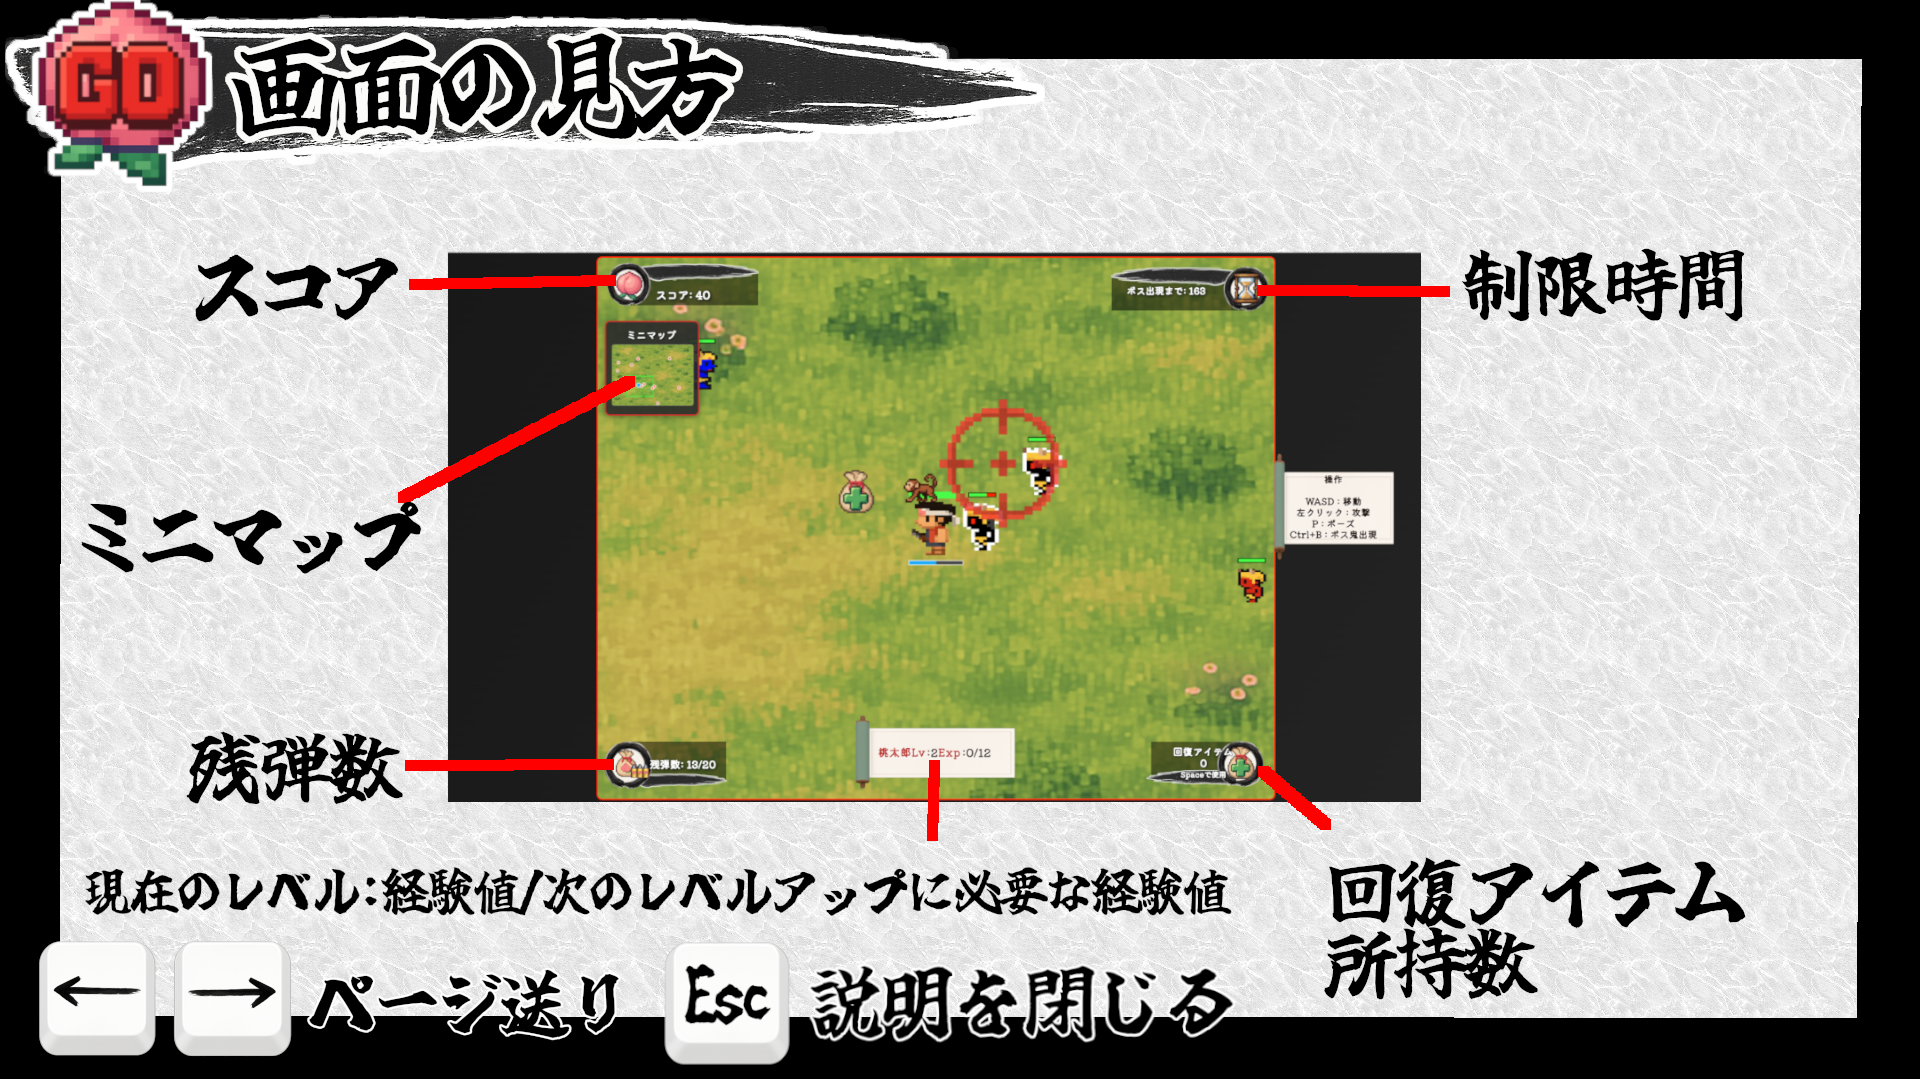 GO 画面の見方
スコア
制限時間
スコア: 40
ボス出現まで: 163
ミニマップ
ミニマップ
操作
WASD：移動
左クリック：攻撃
P：ポーズ
Ctrl+B：ボス鬼出現
残弾数
残弾数: 13/20
桃太郎Lv:2Exp:0/12
回復アイテム
0
Spaceで使用
現在のレベル:経験値/次のレベルアップに必要な経験値
回復アイテム
所持数
← → ページ送り Esc 説明を閉じる